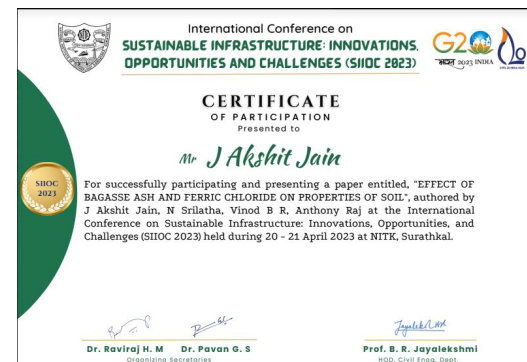 International Conference on
SUSTAINABLE INFRASTRUCTURE: INNOVATIONS,
OPPORTUNITIES AND CHALLENGES (SIIOC 2023)
G20
भारत 2023 INDIA
CERTIFICATE
OF PARTICIPATION
Presented to
Mr J Akshit Jain
SIIOC
2023
For successfully participating and presenting a paper entitled, "EFFECT OF
BAGASSE ASH AND FERRIC CHLORIDE ON PROPERTIES OF SOIL", authored by
J Akshit Jain, N Srilatha, Vinod B R, Anthony Raj at the International
Conference on Sustainable Infrastructure: Innovations, Opportunities, and
Challenges (SIIOC 2023) held during 20 - 21 April 2023 at NITK, Surathkal.
Dr. Raviraj H. M Dr. Pavan G. S
Organizing Secretaries
Prof. B. R. Jayalekshmi
HOD, Civil Engg. Dept.